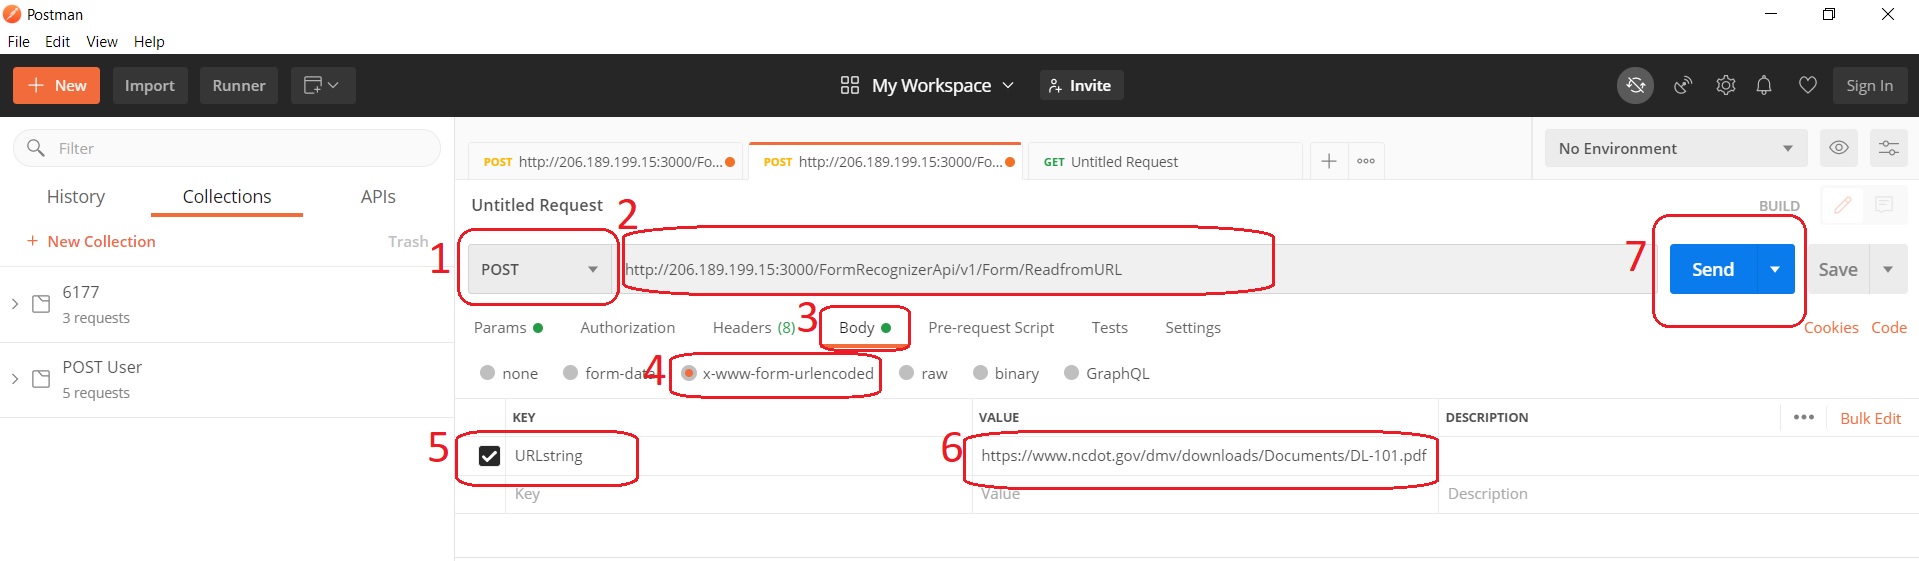 Postman
File Edit View Help
+ New Import Runner My Workspace Invite Sign In
Filter
History Collections APIs
+ New Collection Trash
6177
3 requests
POST User
5 requests
POST http://206.189.199.15:3000/Fo... POST http://206.189.199.15:3000/Fo... GET Untitled Request + ooo No Environment
Untitled Request 2 BUILD
1 POST http://206.189.199.15:3000/FormRecognizerApi/v1/Form/ReadfromURL 7 Send Save
Params Authorization Headers (8) 3 Body Pre-request Script Tests Settings Cookies Code
none form-data 4 x-www-form-urlencoded raw binary GraphQL
KEY VALUE DESCRIPTION ••• Bulk Edit
5 URLstring 6 https://www.ncdot.gov/dmv/downloads/Documents/DL-101.pdf
Key Value Description